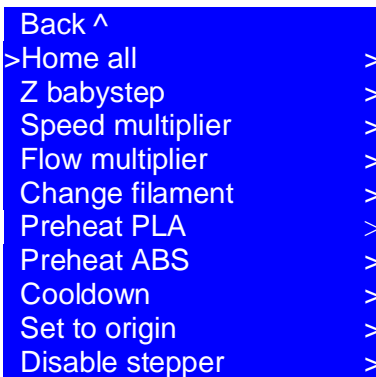 Back ^
>Home all >
Z babystep >
Speed multiplier >
Flow multiplier >
Change filament >
Preheat PLA >
Preheat ABS >
Cooldown >
Set to origin >
Disable stepper >